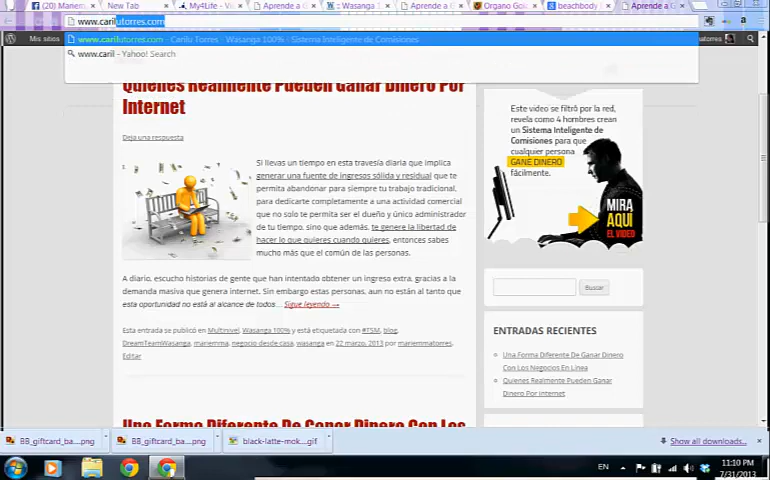 (20) Mariem
New Tab
My4Life - Vi
Aprende a G
:: Wasanga
Aprende a G
Organo Gol
beachbody
Aprende a G
www.carilutorres.com
Mis sitios
www.carilutorres.com - Carilu Torres - Wasanga 100% | Sistema Inteligente de Comisiones
www.caril - Yahoo! Search
Quienes Realmente Pueden Ganar Dinero Por
Internet
Deja una respuesta
Si llevas un tiempo en esta travesía diaria que implica
generar una fuente de ingresos sólida y residual que te
permita abandonar para siempre tu trabajo tradicional,
para dedicarte completamente a una actividad comercial
que no solo te permita ser el dueño y único administrador
de tu tiempo, sino que además, te genere la libertad de
hacer lo que quieres cuando quieres, entonces sabes
mucho más que el común de las personas.
A diario, escucho historias de gente que han intentado obtener un ingreso extra, gracias a la
demanda masiva que genera internet. Sin embargo estas personas, aun no están al tanto que
esta oportunidad no está al alcance de todos... Sigue leyendo →
Esta entrada se publicó en Multinivel, Wasanga 100% y está etiquetada con #TSM, blog,
DreamTeamWasanga, mariemma, negocio desde casa, wasanga en 22 marzo, 2013 por mariemmatorres.
Editar
Una Forma Diferente De Ganar Dinero Con Los
Este video se filtró por la red,
revela como 4 hombres crean
un Sistema Inteligente de
Comisiones para que
cualquier persona
GANE DINERO
fácilmente.
MIRA
AQUÍ
EL VIDEO
Buscar
ENTRADAS RECIENTES
Una Forma Diferente De Ganar Dinero
Con Los Negocios En Linea
Quienes Realmente Pueden Ganar
Dinero Por Internet
BB_giftcard_ba....png
BB_giftcard_ba....png
black-latte-mok....gif
Show all downloads...
EN
11:10 PM
7/31/2013